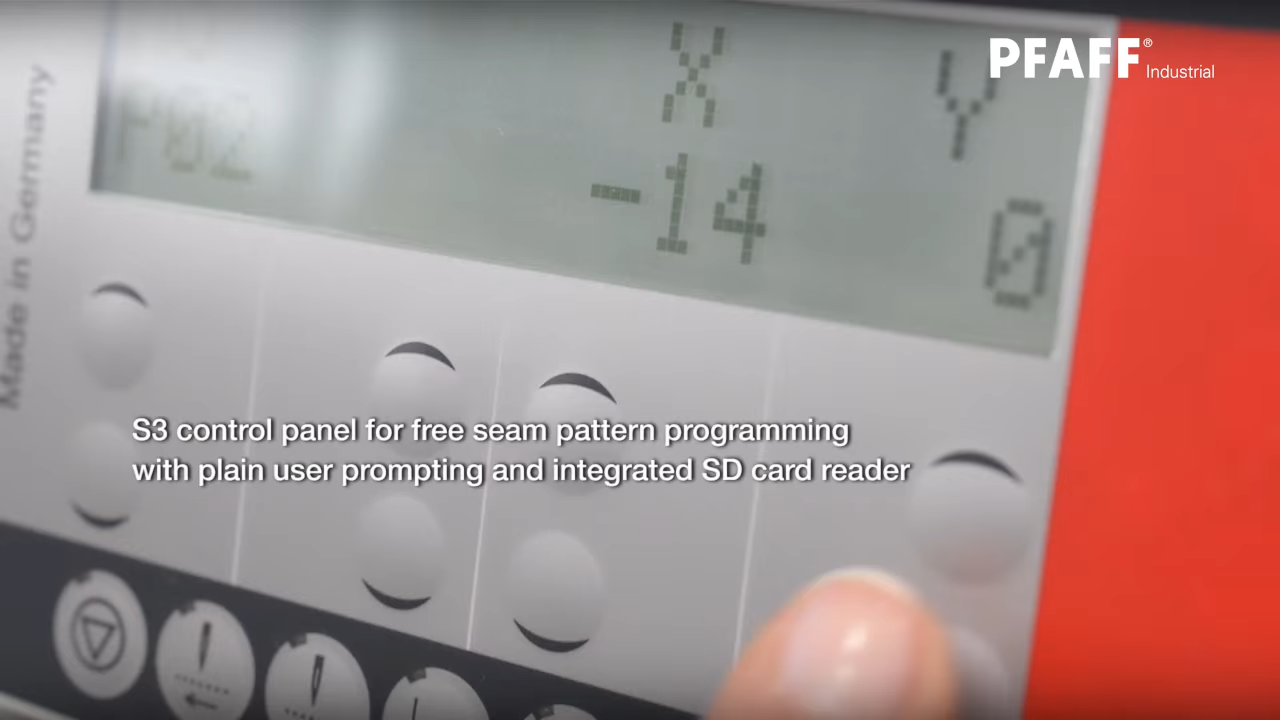 PFAFF®
Industrial
X Y
-14 0
Made in Germany
S3 control panel for free seam pattern programming
with plain user prompting and integrated SD card reader